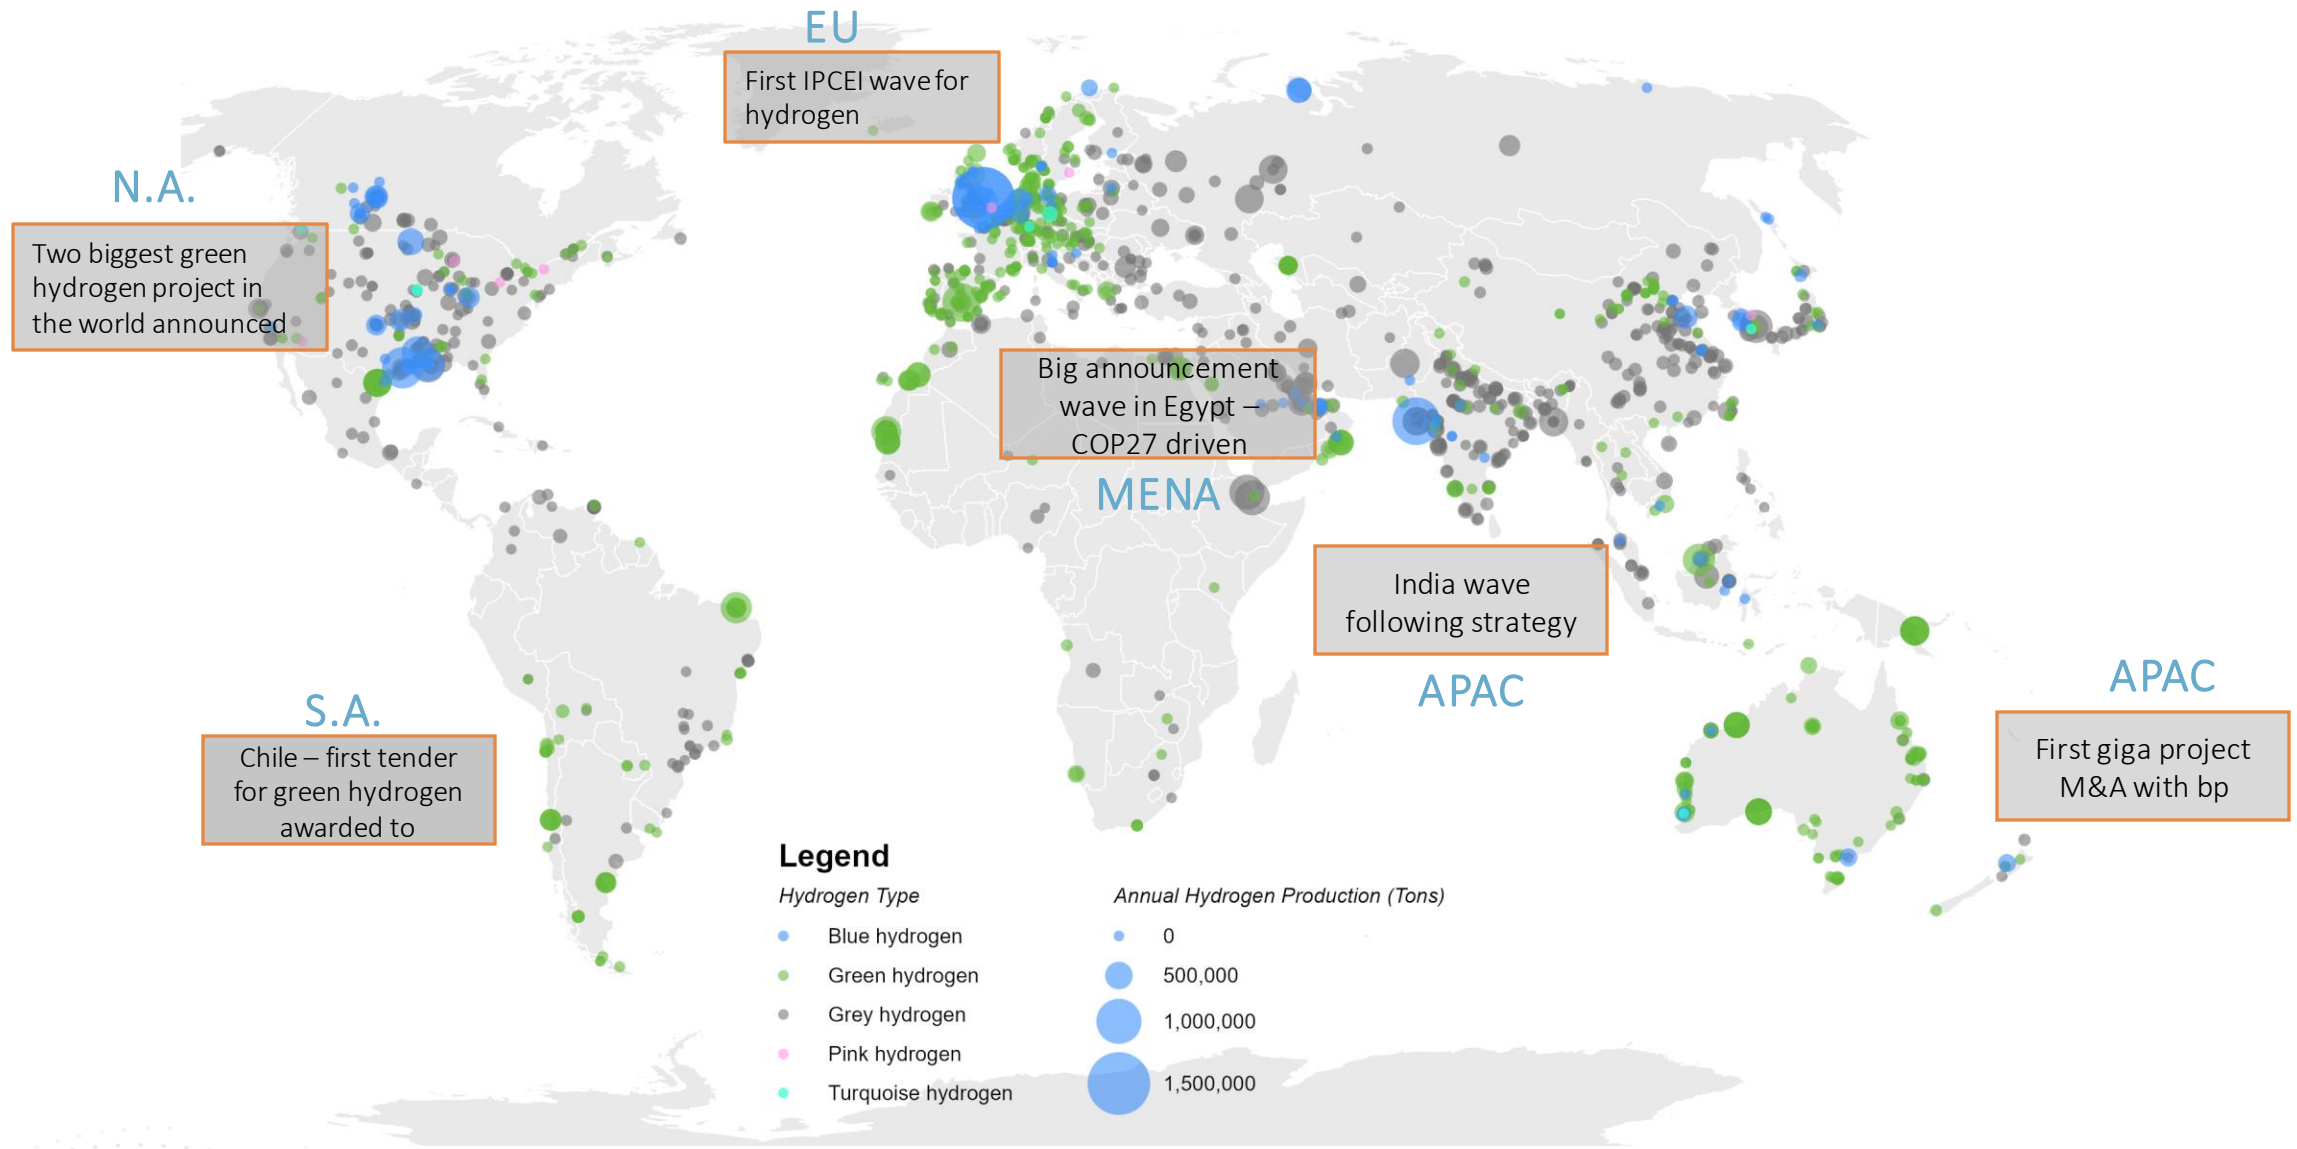 EU
First IPCEI wave for
hydrogen
N.A.
Two biggest green
hydrogen project in
the world announced
Big announcement
wave in Egypt –
COP27 driven
MENA
India wave
following strategy
APAC
APAC
First giga project
M&A with bp
S.A.
Chile – first tender
for green hydrogen
awarded to
Legend
Hydrogen Type
Blue hydrogen
Green hydrogen
Grey hydrogen
Pink hydrogen
Turquoise hydrogen
Annual Hydrogen Production (Tons)
0
500,000
1,000,000
1,500,000